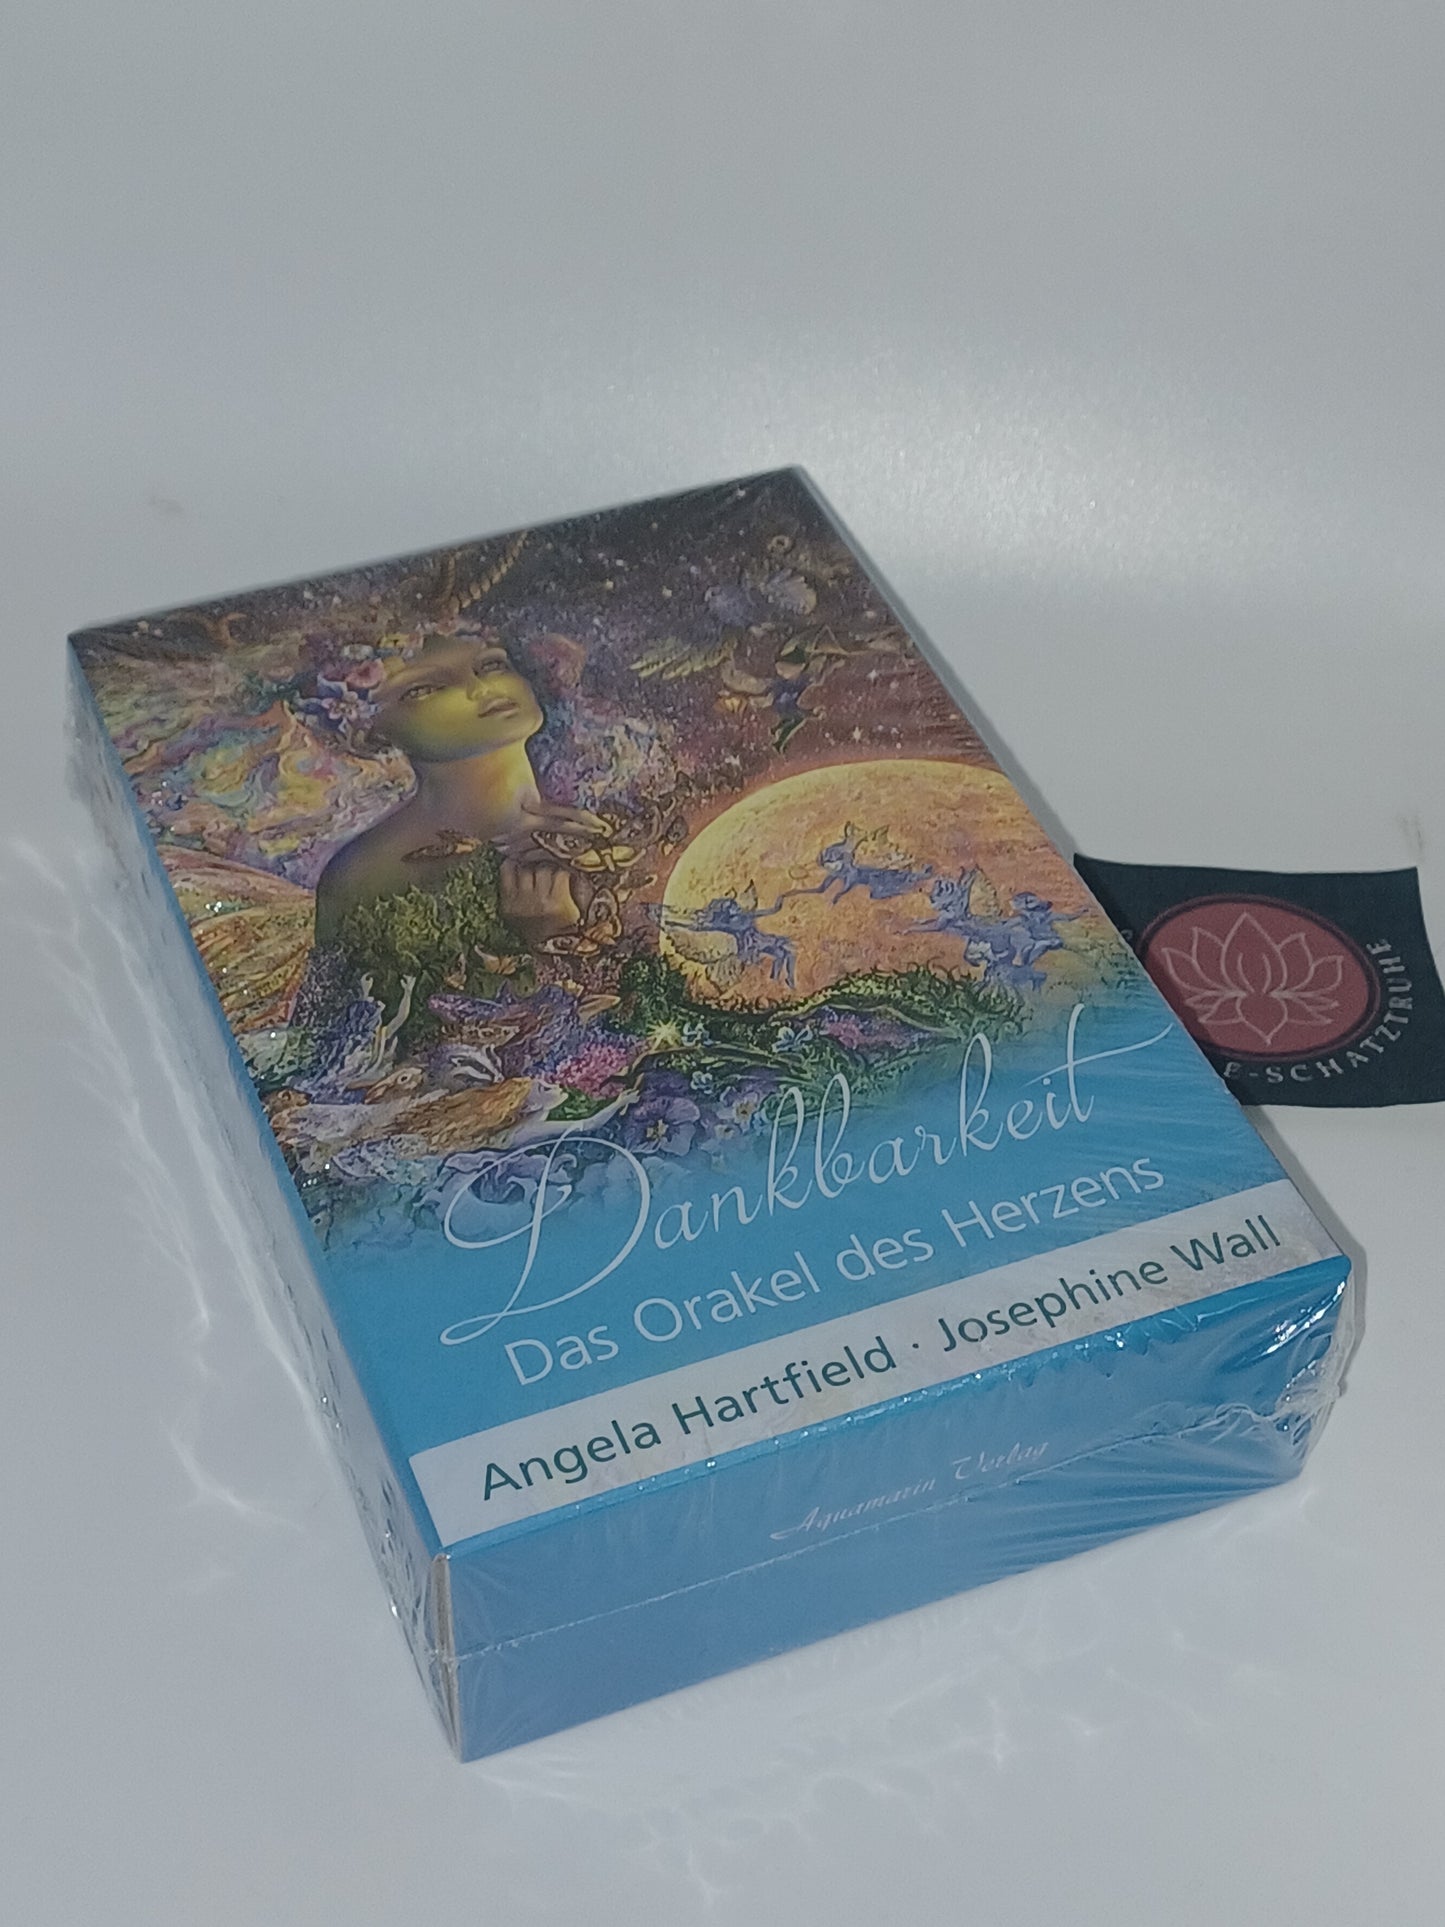 Dankbarkeit
Das Orakel des Herzens
Angela Hartfield · Josephine Wall
Aquamarin Verlag
-SCHATZTRUHE